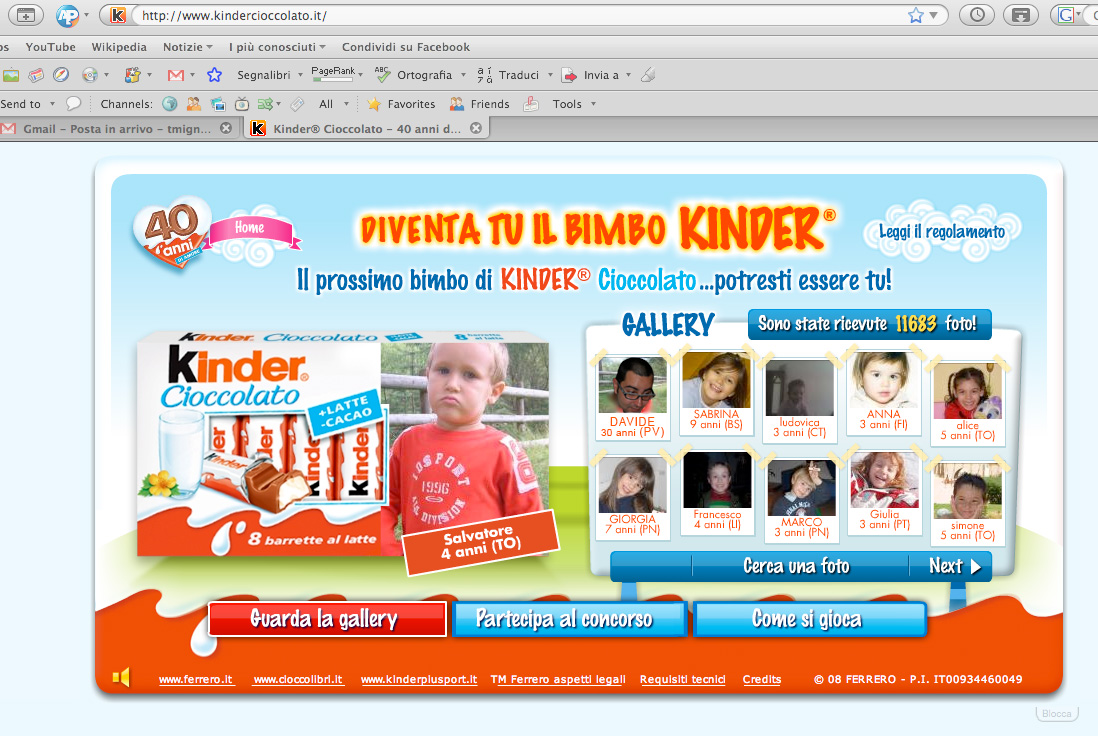 http://www.kindercioccolato.it/
YouTube Wikipedia Notizie I più conosciuti Condividi su Facebook
Segnalibri PageRank ABC Ortografia Traduci Invia a
Send to Channels: All Favorites Friends Tools
Gmail – Posta in arrivo – tmign...
Kinder® Cioccolato – 40 anni d...
40 anni
Home
DIVENTA TU IL BIMBO KINDER®
Leggi il regolamento
Il prossimo bimbo di KINDER® Cioccolato...potresti essere tu!
Kinder Cioccolato
Kinder®
Cioccolato
+LATTE
-CACAO
Kinder
8 barrette al latte
T5SPORT
1996
DIVISION
Salvatore
4 anni (TO)
GALLERY
Sono state ricevute 11683 foto!
DAVIDE
30 anni (PV)
SABRINA
9 anni (BS)
ludovica
3 anni (CT)
ANNA
3 anni (FI)
alice
5 anni (TO)
GIORGIA
7 anni (PN)
Francesco
4 anni (LI)
MARCO
3 anni (PN)
Giulia
3 anni (PT)
simone
5 anni (TO)
Cerca una foto
Next
Guarda la gallery
Partecipa al concorso
Come si gioca
www.ferrero.it www.cioccolibri.it www.kinderpiusport.it TM Ferrero aspetti legali Requisiti tecnici Credits © 08 FERRERO - P.I. IT00934460049
Blocca